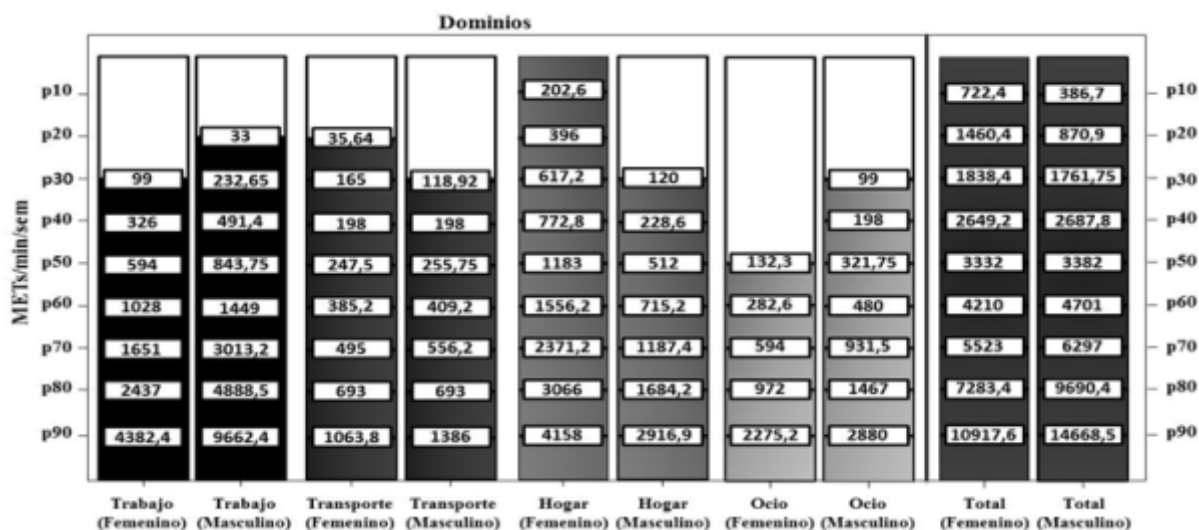 Dominios
METs/min/sem
p10 202,6 722,4 386,7 p10
p20 33 35,64 396 1460,4 870,9 p20
p30 99 232,65 165 118,92 617,2 120 99 1838,4 1761,75 p30
p40 326 491,4 198 198 772,8 228,6 198 2649,2 2687,8 p40
p50 594 843,75 247,5 255,75 1183 512 132,3 321,75 3332 3382 p50
p60 1028 1449 385,2 409,2 1556,2 715,2 282,6 480 4210 4701 p60
p70 1651 3013,2 495 556,2 2371,2 1187,4 594 931,5 5523 6297 p70
p80 2437 4888,5 693 693 3066 1684,2 972 1467 7283,4 9690,4 p80
p90 4382,4 9662,4 1063,8 1386 4158 2916,9 2275,2 2880 10917,6 14668,5 p90
Trabajo Trabajo Transporte Transporte Hogar Hogar Ocio Ocio Total Total
(Femenino) (Masculino) (Femenino) (Masculino) (Femenino) (Masculino) (Femenino) (Masculino) (Femenino) (Masculino)